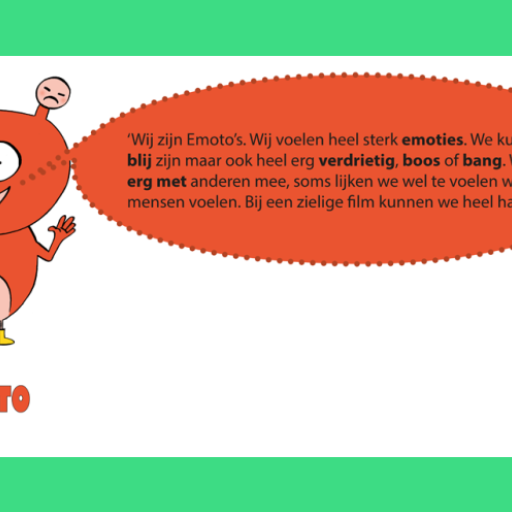 'Wij zijn Emoto's. Wij voelen heel sterk emoties. We
blij zijn maar ook heel erg verdrietig, boos of bang.
erg met anderen mee, soms lijken we wel te voelen
mensen voelen. Bij een zielige film kunnen we heel
TO